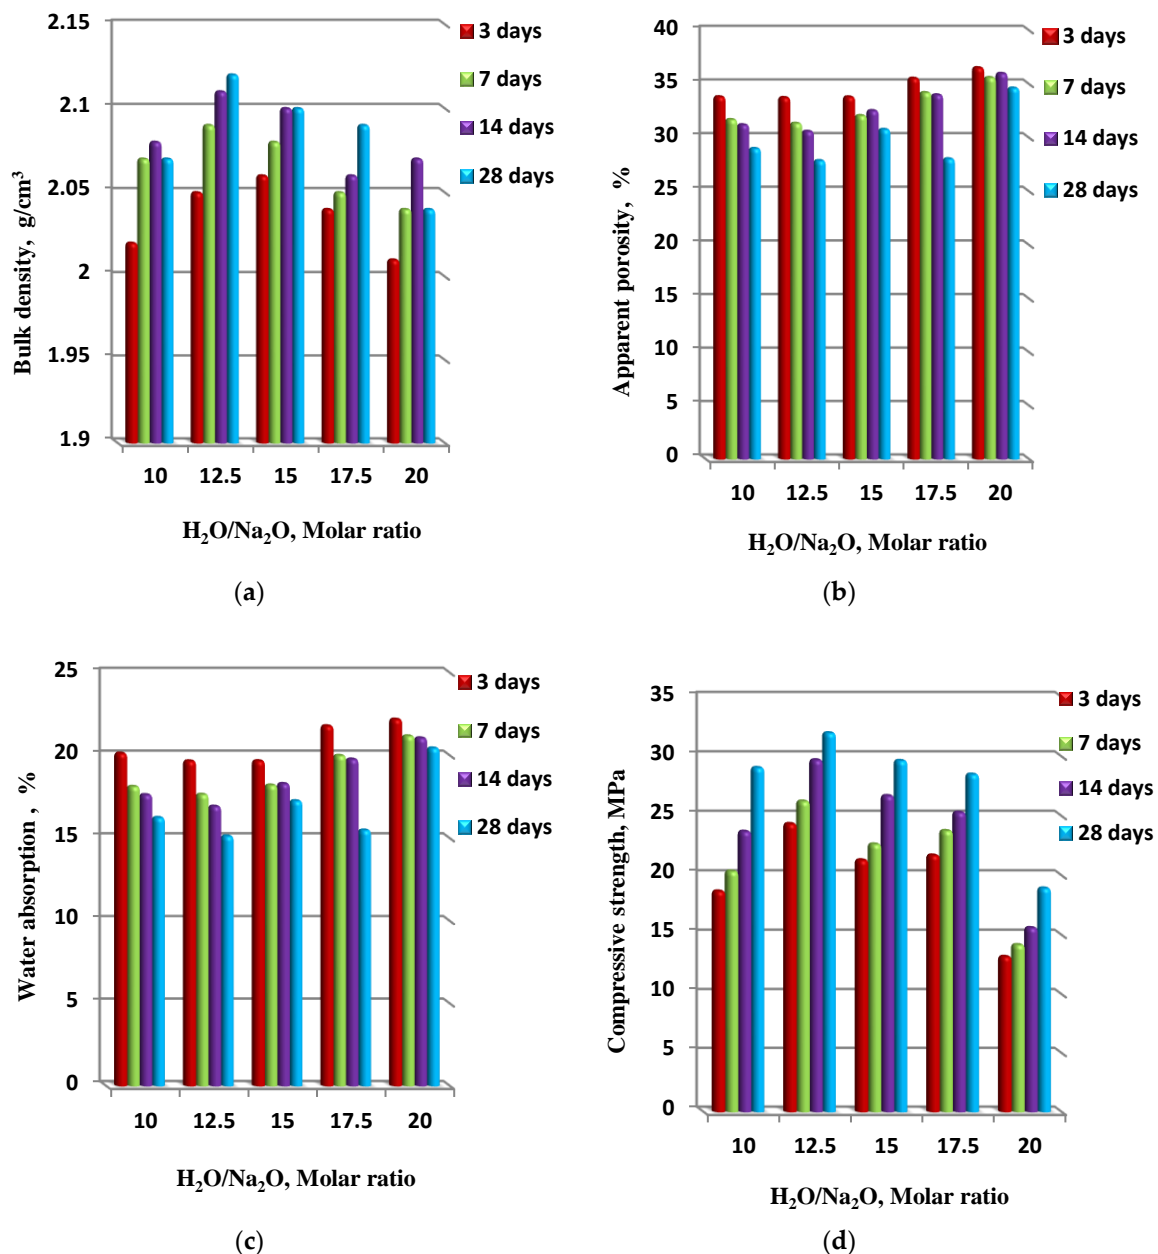 2.15
2.1
2.05
2
1.95
1.9
Bulk density, g/cm³
10 12.5 15 17.5 20
H₂O/Na₂O, Molar ratio
3 days
7 days
14 days
28 days
(a)
40
35
30
25
20
15
10
5
0
Apparent porosity, %
10 12.5 15 17.5 20
H₂O/Na₂O, Molar ratio
3 days
7 days
14 days
28 days
(b)
25
20
15
10
5
0
Water absorption , %
10 12.5 15 17.5 20
H₂O/Na₂O, Molar ratio
3 days
7 days
14 days
28 days
(c)
35
30
25
20
15
10
5
0
Compressive strength, MPa
10 12.5 15 17.5 20
H₂O/Na₂O, Molar ratio
3 days
7 days
14 days
28 days
(d)